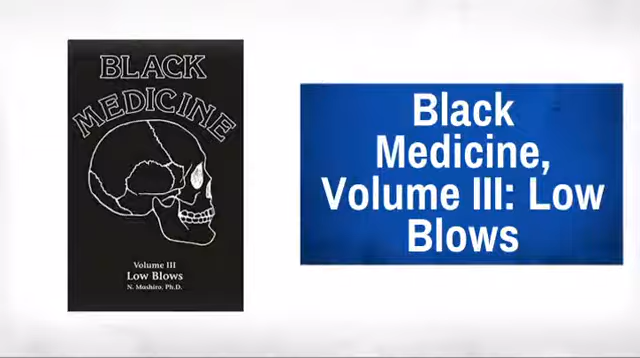 BLACK
MEDICINE
Volume III
Low Blows
N. Mashiro, Ph.D.
Black
Medicine,
Volume III: Low
Blows